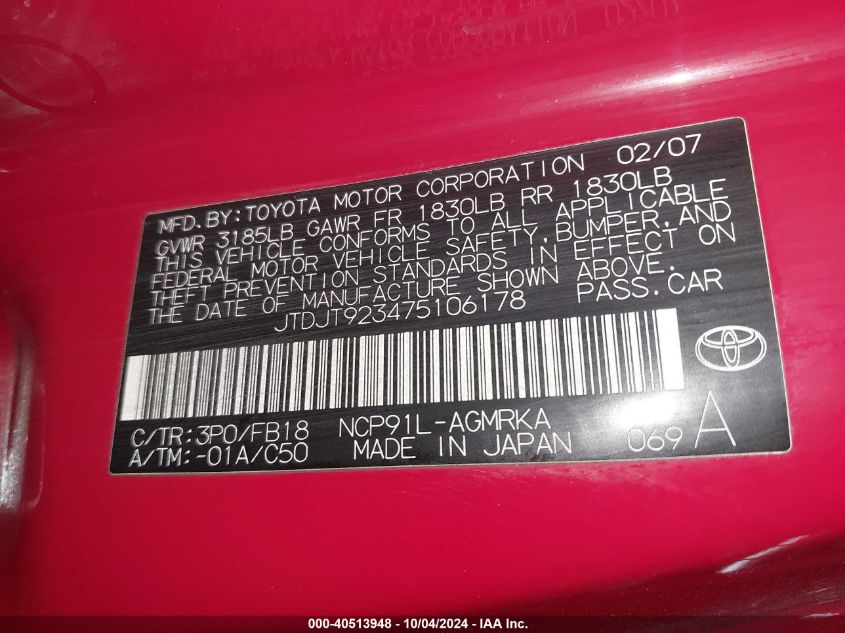 MFD. BY: TOYOTA MOTOR CORPORATION 02/07
GVWR 3185LB GAWR FR 1830LB RR 1830LB
THIS VEHICLE CONFORMS TO ALL APPLICABLE
FEDERAL MOTOR VEHICLE SAFETY, BUMPER, AND
THEFT PREVENTION STANDARDS IN EFFECT ON
THE DATE OF MANUFACTURE SHOWN ABOVE.
JTDJT923475106178 PASS. CAR
C/TR: 3P0/FB18 NCP91L-AGMRKA
A/TM: -01A/C50 MADE IN JAPAN 069 A
000-40513948 - 10/04/2024 - IAAI Inc.